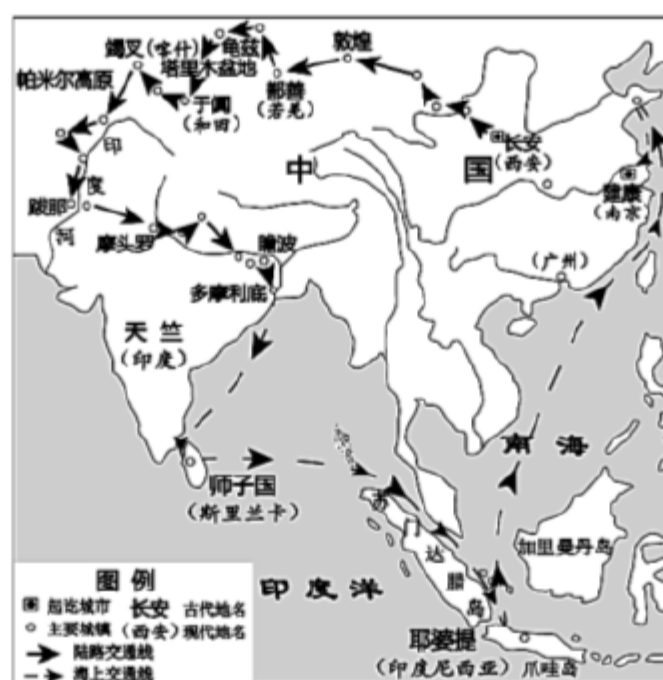 龟兹
敦煌
竭叉(喀什)
塔里木盆地
帕米尔高原
鄯善
(若羌)
于阗
(和田)
长安
(西安)
印
度
河
中国
建康
(南京)
跋那
摩头罗
瞻波
(广州)
多摩利底
天竺
(印度)
南海
师子国
(斯里兰卡)
苏
门
达
腊
岛
加里曼丹岛
印度洋
耶婆提
(印度尼西亚)
爪哇岛
图例
起讫城市 长安 古代地名
主要城镇 (西安) 现代地名
陆路交通线
海上交通线